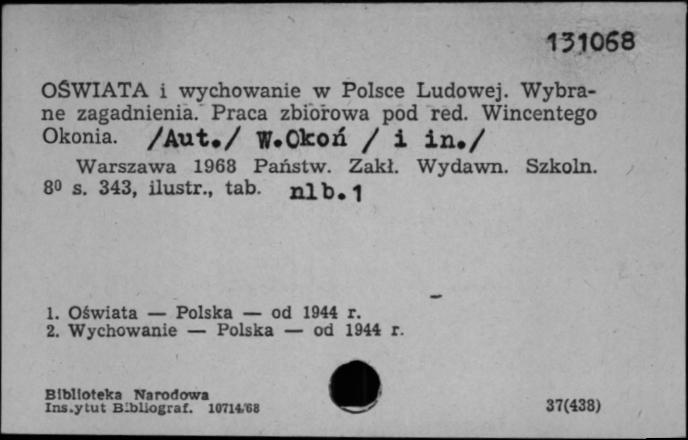 131068
OŚWIATA i wychowanie w Polsce Ludowej. Wybra-
ne zagadnienia. Praca zbiorowa pod red. Wincentego
Okonia. /Aut./ W.Okoń / i in./
Warszawa 1968 Państw. Zakł. Wydawn. Szkoln.
8⁰ s. 343, ilustr., tab. nlb.1
1. Oświata — Polska — od 1944 r.
2. Wychowanie — Polska — od 1944 r.
Biblioteka Narodowa
Ins.ytut Bibliograf. 10714/68
37(438)